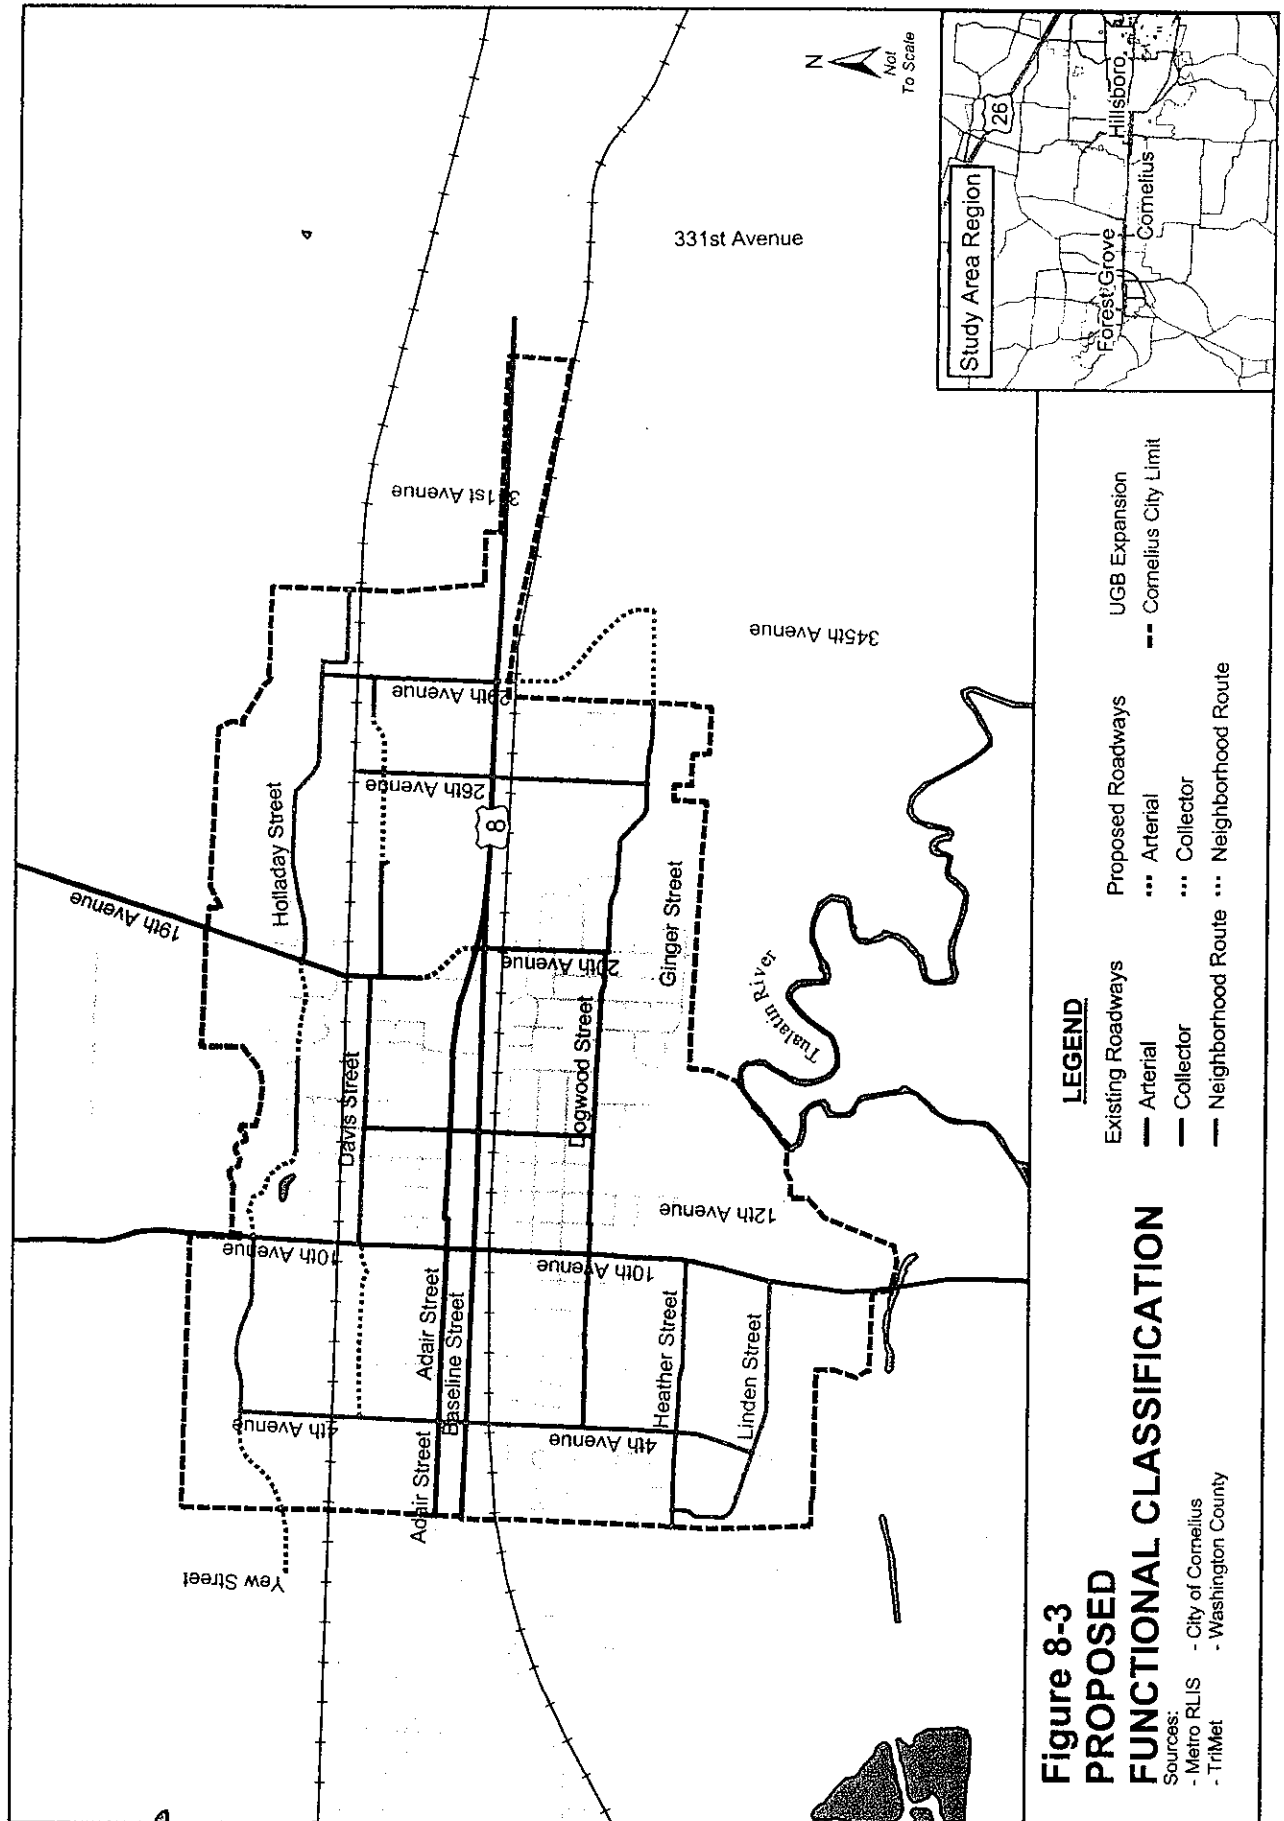 N
Not
To Scale
331st Avenue
31st Avenue
345th Avenue
29th Avenue
26th Avenue
8
Holladay Street
19th Avenue
20th Avenue
Ginger Street
Dogwood Street
Tualatin River
Davis Street
12th Avenue
10th Avenue
10th Avenue
Adair Street
Baseline Street
Heather Street
Linden Street
4th Avenue
4th Avenue
Adair Street
Yew Street
Study Area Region
26
Hillsboro
Cornelius
Forest Grove
Figure 8-3
PROPOSED
FUNCTIONAL CLASSIFICATION
Sources:
- Metro RLIS - City of Cornelius
- TriMet - Washington County
LEGEND
Existing Roadways Proposed Roadways UGB Expansion
Arterial Arterial Cornelius City Limit
Collector Collector
Neighborhood Route Neighborhood Route